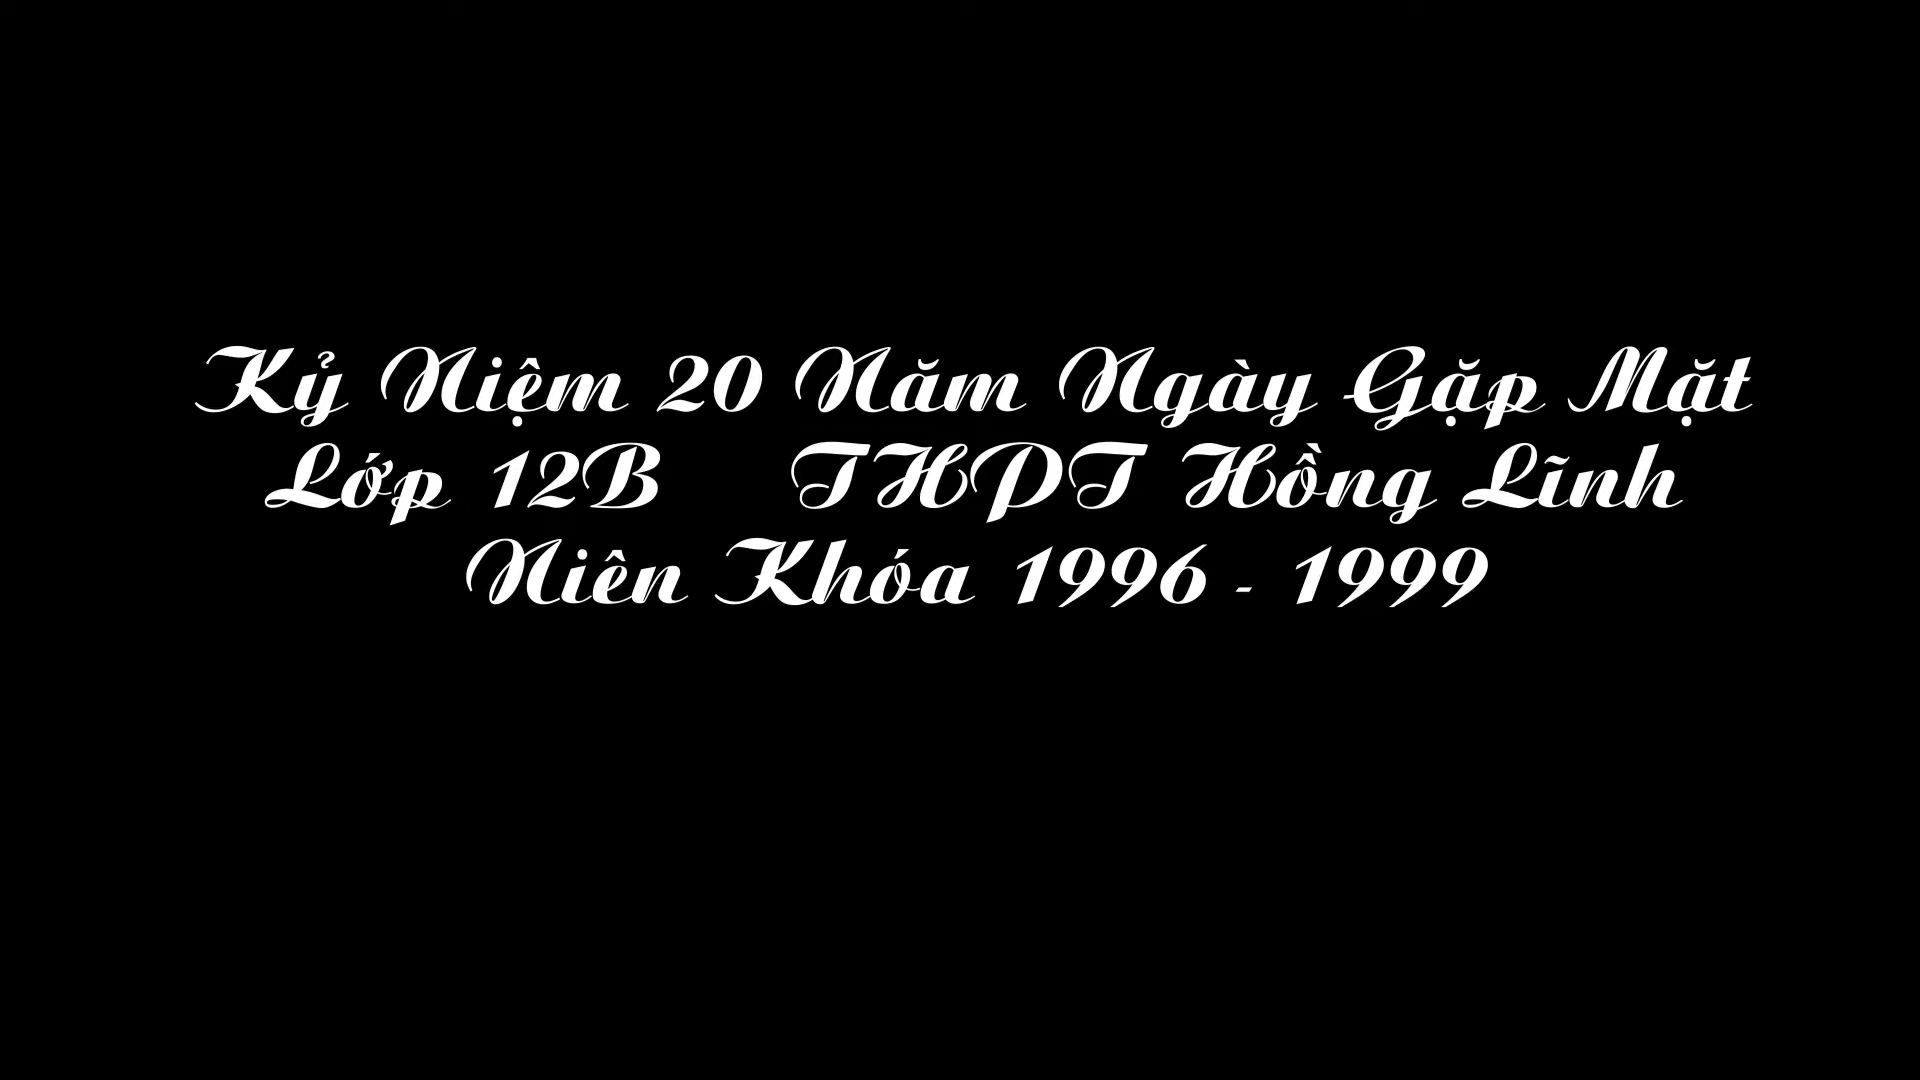 Kỷ Niệm 20 Năm Ngày Gặp Mặt
Lớp 12B THPT Hồng Lĩnh
Niên Khóa 1996 - 1999